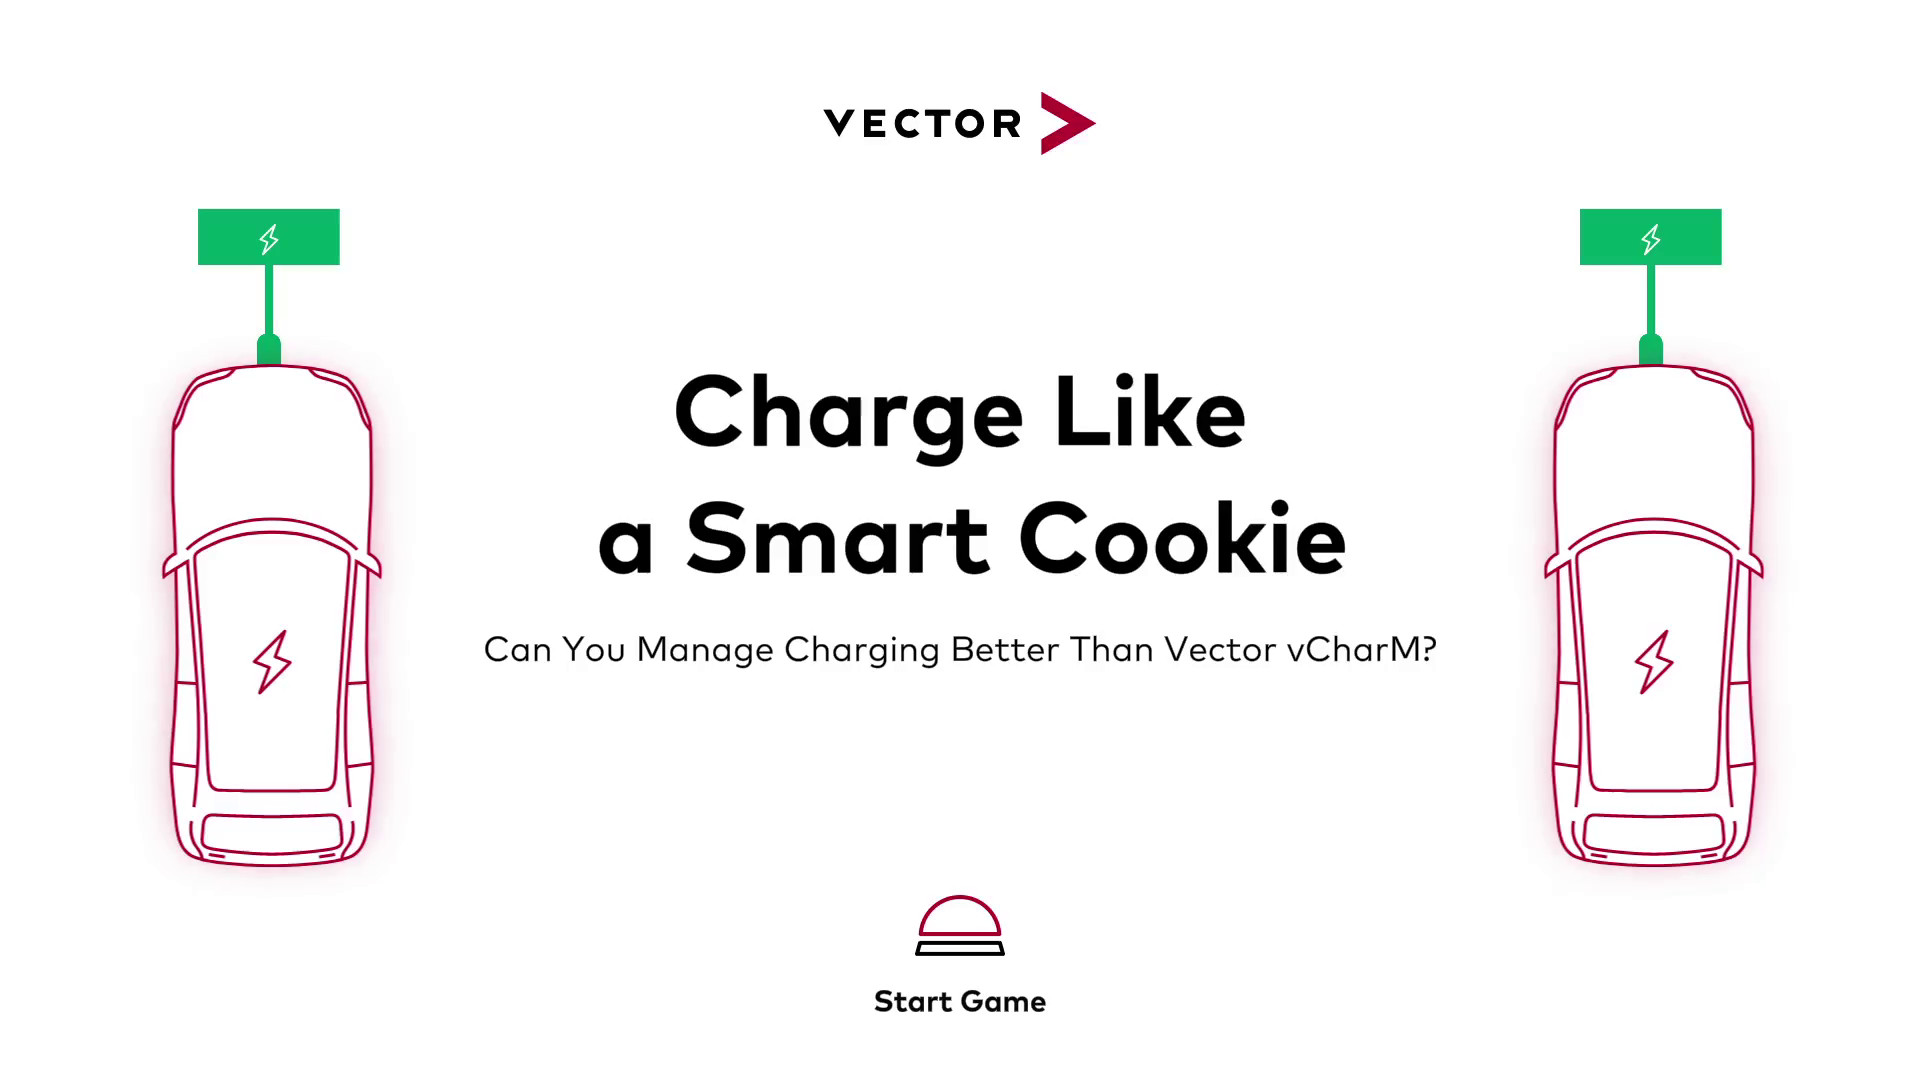 VECTOR
Charge Like
a Smart Cookie
Can You Manage Charging Better Than Vector vCharM?
Start Game